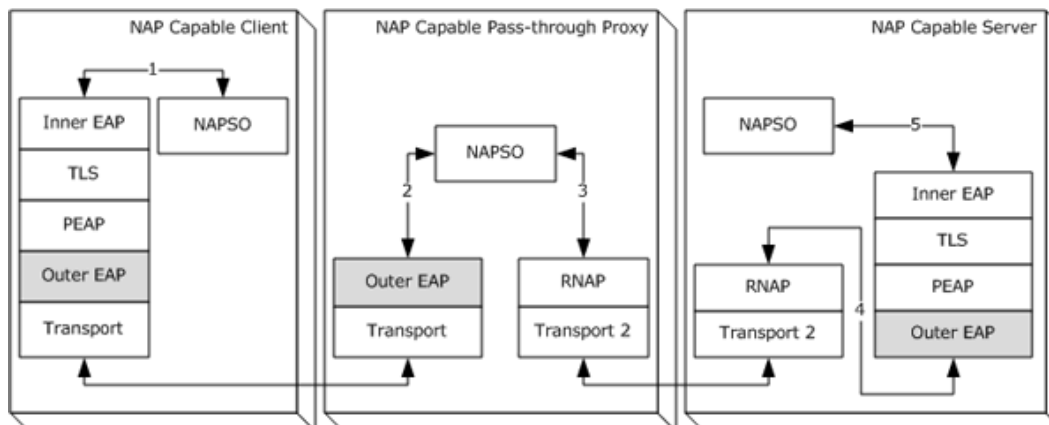 NAP Capable Client
NAP Capable Pass-through Proxy
NAP Capable Server
1
Inner EAP
NAPSO
TLS
PEAP
Outer EAP
Transport
NAPSO
2
3
Outer EAP
Transport
RNAP
Transport 2
NAPSO
5
Inner EAP
TLS
PEAP
Outer EAP
4
RNAP
Transport 2